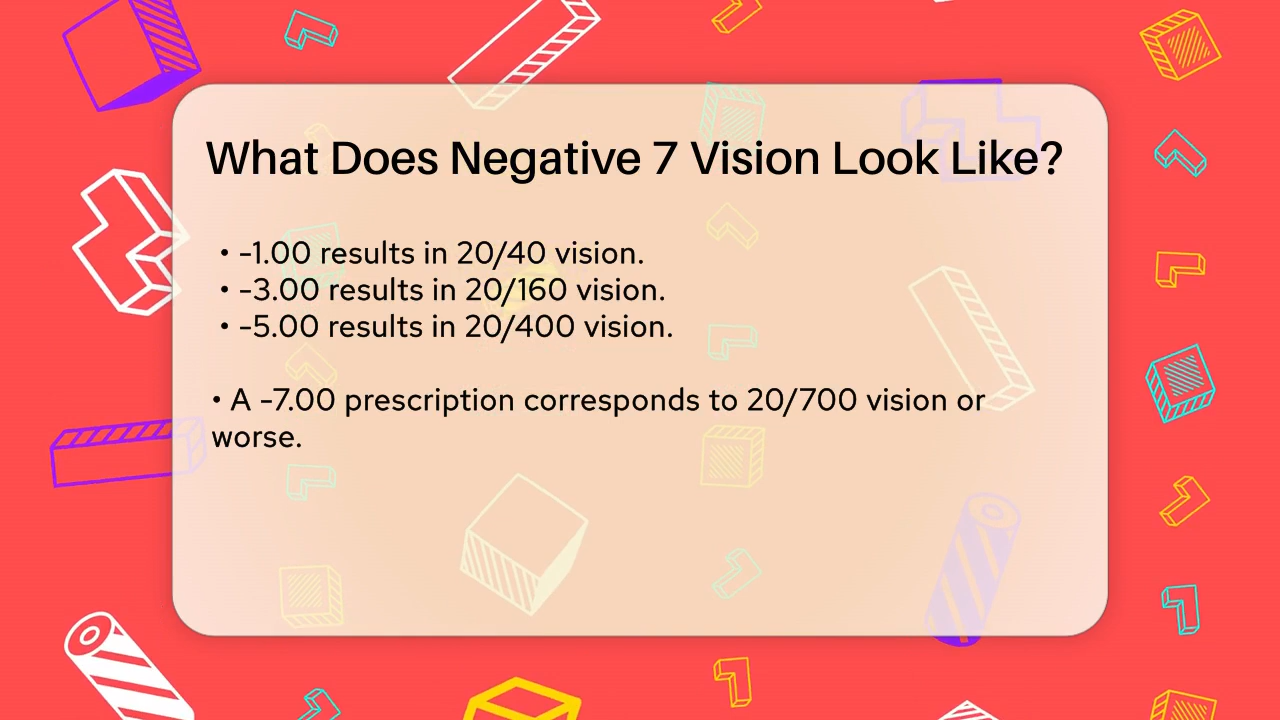 What Does Negative 7 Vision Look Like?
• -1.00 results in 20/40 vision.
• -3.00 results in 20/160 vision.
• -5.00 results in 20/400 vision.
• A -7.00 prescription corresponds to 20/700 vision or
worse.